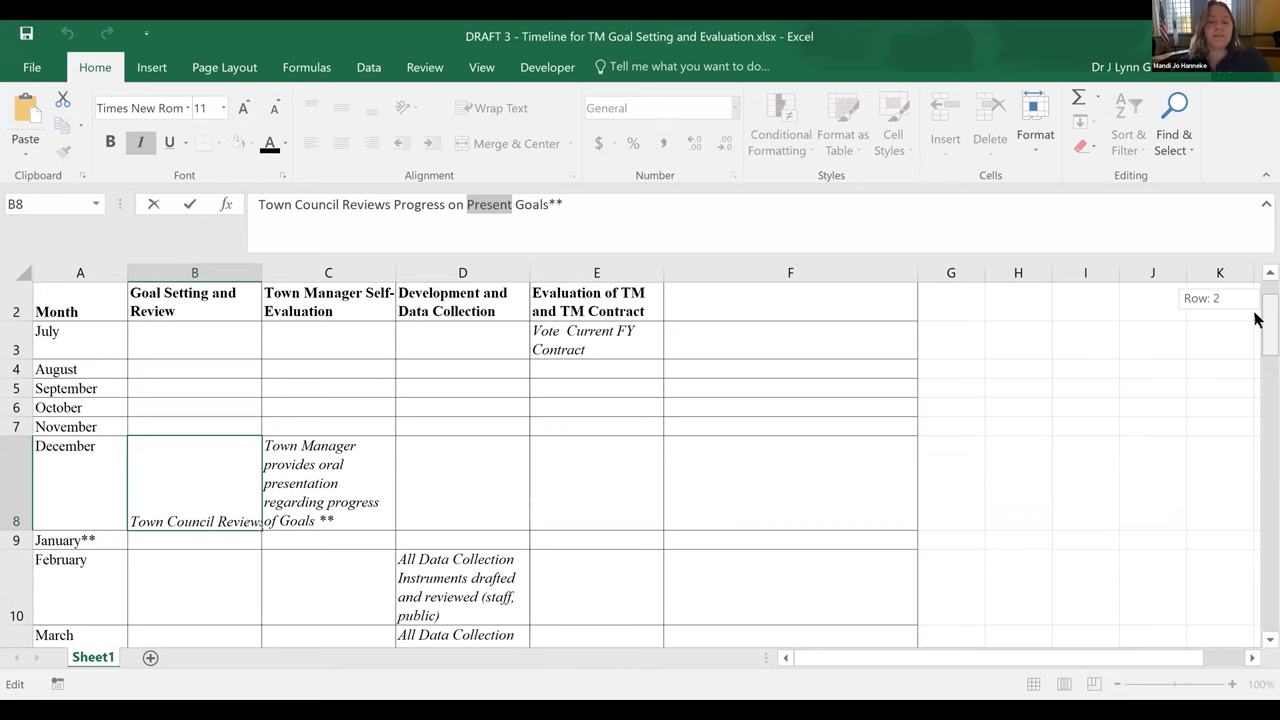 Mandi Jo Hanneke
DRAFT 3 - Timeline for TM Goal Setting and Evaluation.xlsx - Excel
File Home Insert Page Layout Formulas Data Review View Developer Tell me what you want to do... Dr J Lynn G
Times New Rom 11 Wrap Text General
Paste Conditional Formatting Format as Table Cell Styles Insert Delete Format Sort & Filter Find & Select
B I U A Merge & Center $ %
Clipboard Font Alignment Number Styles Cells Editing
B8 fx Town Council Reviews Progress on Present Goals**
A B C D E F G H I J K
2 Month Goal Setting and Review Town Manager Self-Evaluation Development and Data Collection Evaluation of TM and TM Contract
Row: 2
3 July Vote Current FY Contract
4 August
5 September
6 October
7 November
8 December Town Council Review Town Manager provides oral presentation regarding progress of Goals **
9 January**
10 February All Data Collection Instruments drafted and reviewed (staff, public)
March All Data Collection
Sheet1
Edit 100%